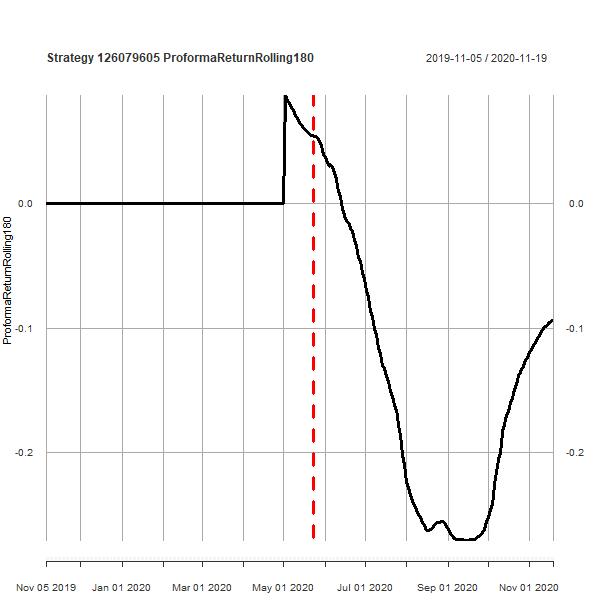 Strategy 126079605 ProformaReturnRolling180
2019-11-05 / 2020-11-19
ProformaReturnRolling180
0.0
0.0
-0.1
-0.1
-0.2
-0.2
Nov 05 2019
Jan 01 2020
Mar 01 2020
May 01 2020
Jul 01 2020
Sep 01 2020
Nov 01 2020